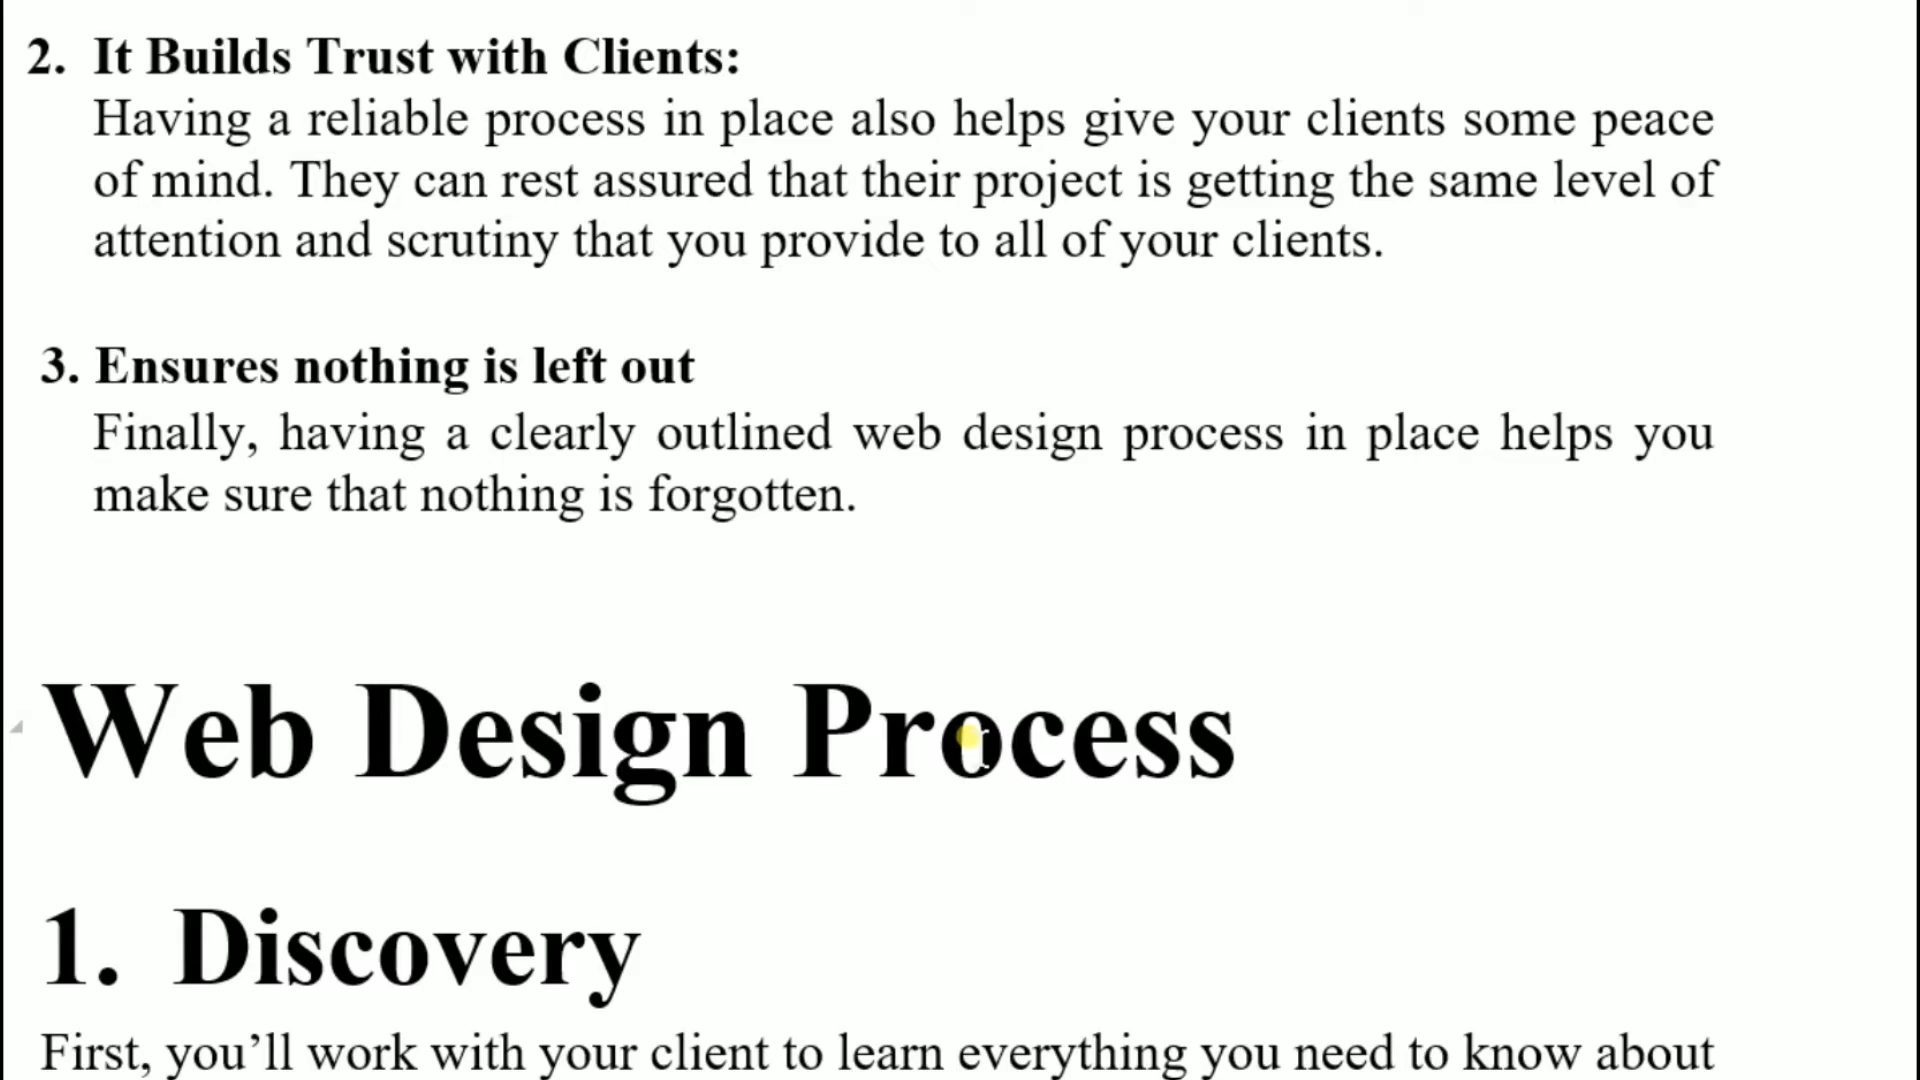 2. It Builds Trust with Clients:
Having a reliable process in place also helps give your clients some peace
of mind. They can rest assured that their project is getting the same level of
attention and scrutiny that you provide to all of your clients.
3. Ensures nothing is left out
Finally, having a clearly outlined web design process in place helps you
make sure that nothing is forgotten.
Web Design Process
1. Discovery
First, you’ll work with your client to learn everything you need to know about